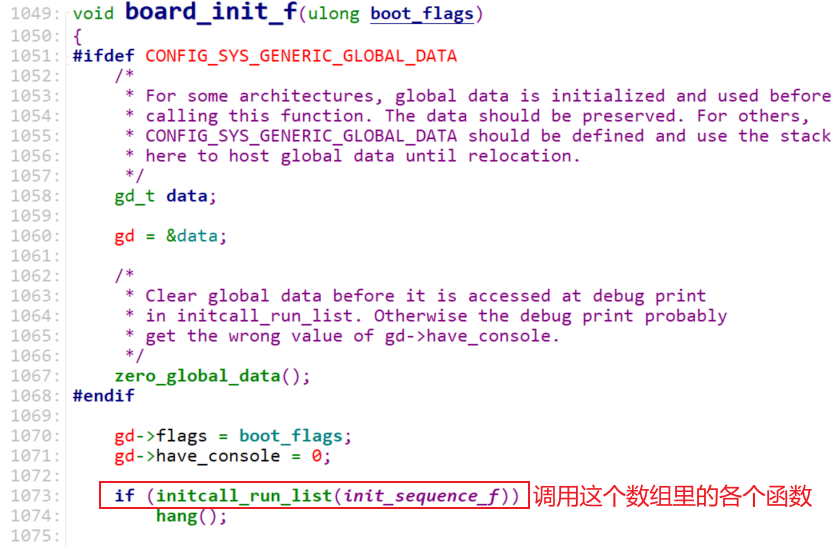 1049: void board_init_f(ulong boot_flags)
1050: {
1051: #ifdef CONFIG_SYS_GENERIC_GLOBAL_DATA
1052:     /*
1053:      * For some architectures, global data is initialized and used before
1054:      * calling this function. The data should be preserved. For others,
1055:      * CONFIG_SYS_GENERIC_GLOBAL_DATA should be defined and use the stack
1056:      * here to host global data until relocation.
1057:      */
1058:     gd_t data;
1059:
1060:     gd = &data;
1061:
1062:     /*
1063:      * Clear global data before it is accessed at debug print
1064:      * in initcall_run_list. Otherwise the debug print probably
1065:      * get the wrong value of gd->have_console.
1066:      */
1067:     zero_global_data();
1068: #endif
1069:
1070:     gd->flags = boot_flags;
1071:     gd->have_console = 0;
1072:
1073:     if (initcall_run_list(init_sequence_f)) 调用这个数组里的各个函数
1074:         hang();
1075: